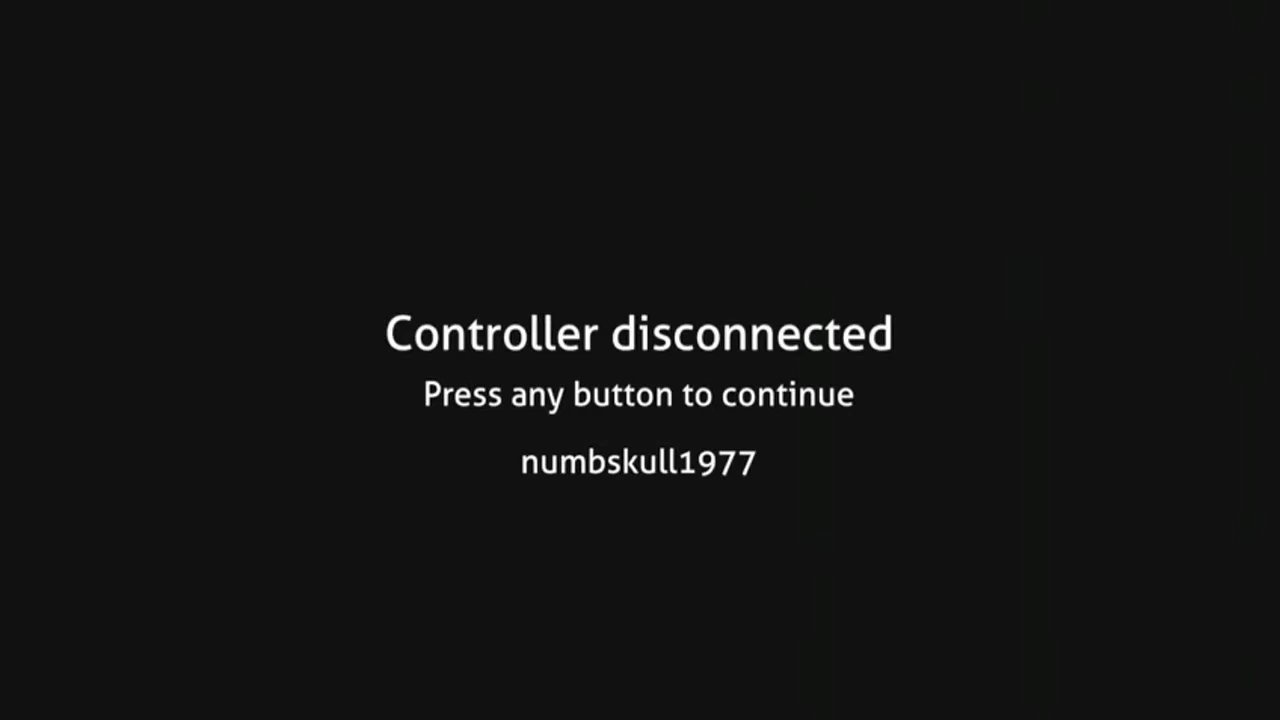 Controller disconnected
Press any button to continue
numbskull1977